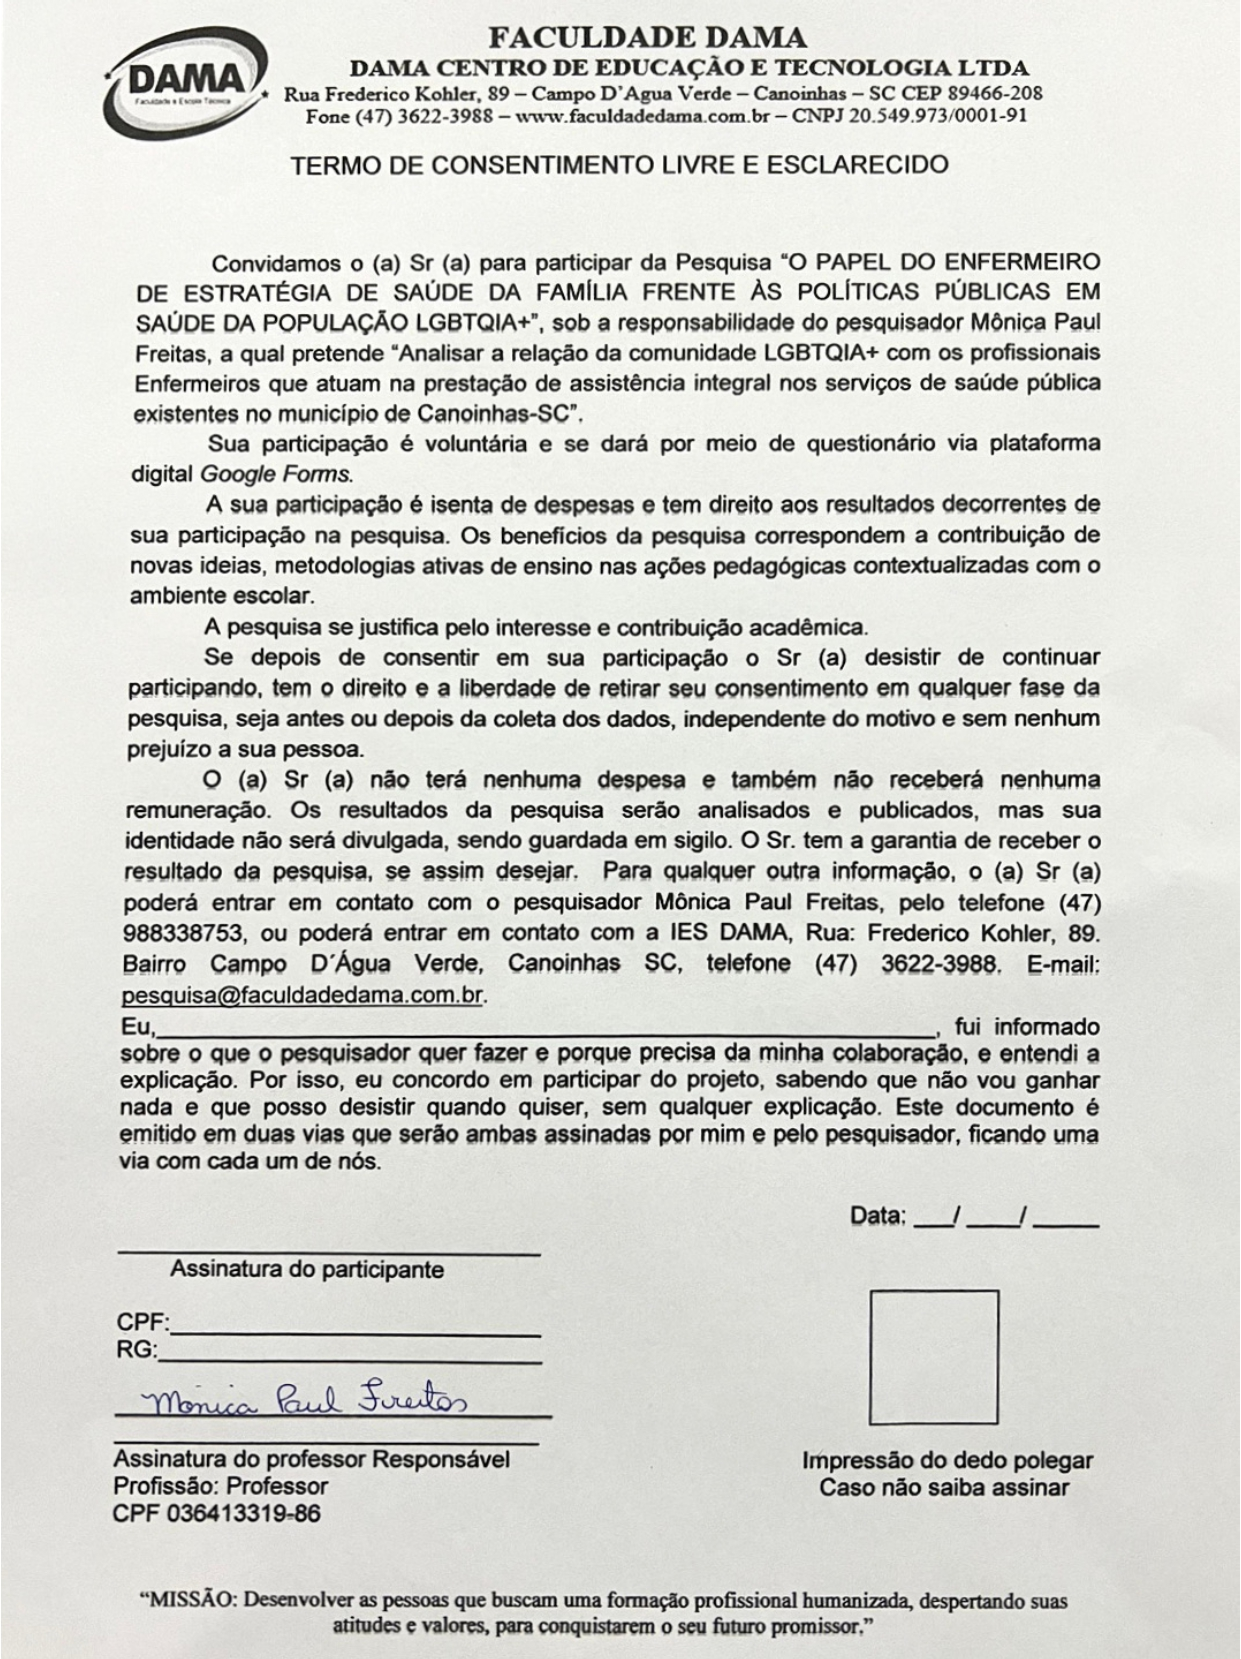 DAMA
Faculdade e Escola Técnica
FACULDADE DAMA
DAMA CENTRO DE EDUCAÇÃO E TECNOLOGIA LTDA
Rua Frederico Kohler, 89 – Campo D'Agua Verde – Canoinhas – SC CEP 89466-208
Fone (47) 3622-3988 – www.faculdadedama.com.br – CNPJ 20.549.973/0001-91
TERMO DE CONSENTIMENTO LIVRE E ESCLARECIDO
Convidamos o (a) Sr (a) para participar da Pesquisa “O PAPEL DO ENFERMEIRO
DE ESTRATÉGIA DE SAÚDE DA FAMÍLIA FRENTE ÀS POLÍTICAS PÚBLICAS EM
SAÚDE DA POPULAÇÃO LGBTQIA+”, sob a responsabilidade do pesquisador Mônica Paul
Freitas, a qual pretende “Analisar a relação da comunidade LGBTQIA+ com os profissionais
Enfermeiros que atuam na prestação de assistência integral nos serviços de saúde pública
existentes no município de Canoinhas-SC”.
Sua participação é voluntária e se dará por meio de questionário via plataforma
digital Google Forms.
A sua participação é isenta de despesas e tem direito aos resultados decorrentes de
sua participação na pesquisa. Os benefícios da pesquisa correspondem a contribuição de
novas ideias, metodologias ativas de ensino nas ações pedagógicas contextualizadas com o
ambiente escolar.
A pesquisa se justifica pelo interesse e contribuição acadêmica.
Se depois de consentir em sua participação o Sr (a) desistir de continuar
participando, tem o direito e a liberdade de retirar seu consentimento em qualquer fase da
pesquisa, seja antes ou depois da coleta dos dados, independente do motivo e sem nenhum
prejuízo a sua pessoa.
O (a) Sr (a) não terá nenhuma despesa e também não receberá nenhuma
remuneração. Os resultados da pesquisa serão analisados e publicados, mas sua
identidade não será divulgada, sendo guardada em sigilo. O Sr. tem a garantia de receber o
resultado da pesquisa, se assim desejar. Para qualquer outra informação, o (a) Sr (a)
poderá entrar em contato com o pesquisador Mônica Paul Freitas, pelo telefone (47)
988338753, ou poderá entrar em contato com a IES DAMA, Rua: Frederico Kohler, 89.
Bairro Campo D´Água Verde, Canoinhas SC, telefone (47) 3622-3988. E-mail:
pesquisa@faculdadedama.com.br.
Eu,____________________, fui informado
sobre o que o pesquisador quer fazer e porque precisa da minha colaboração, e entendi a
explicação. Por isso, eu concordo em participar do projeto, sabendo que não vou ganhar
nada e que posso desistir quando quiser, sem qualquer explicação. Este documento é
emitido em duas vias que serão ambas assinadas por mim e pelo pesquisador, ficando uma
via com cada um de nós.
Data: ___/ ____/ _____
Assinatura do participante
CPF:____________________
RG:____________________
Mônica Paul Freitas
Assinatura do professor Responsável
Profissão: Professor
CPF 036413319-86
Impressão do dedo polegar
Caso não saiba assinar
“MISSÃO: Desenvolver as pessoas que buscam uma formação profissional humanizada, despertando suas
atitudes e valores, para conquistarem o seu futuro promissor.”